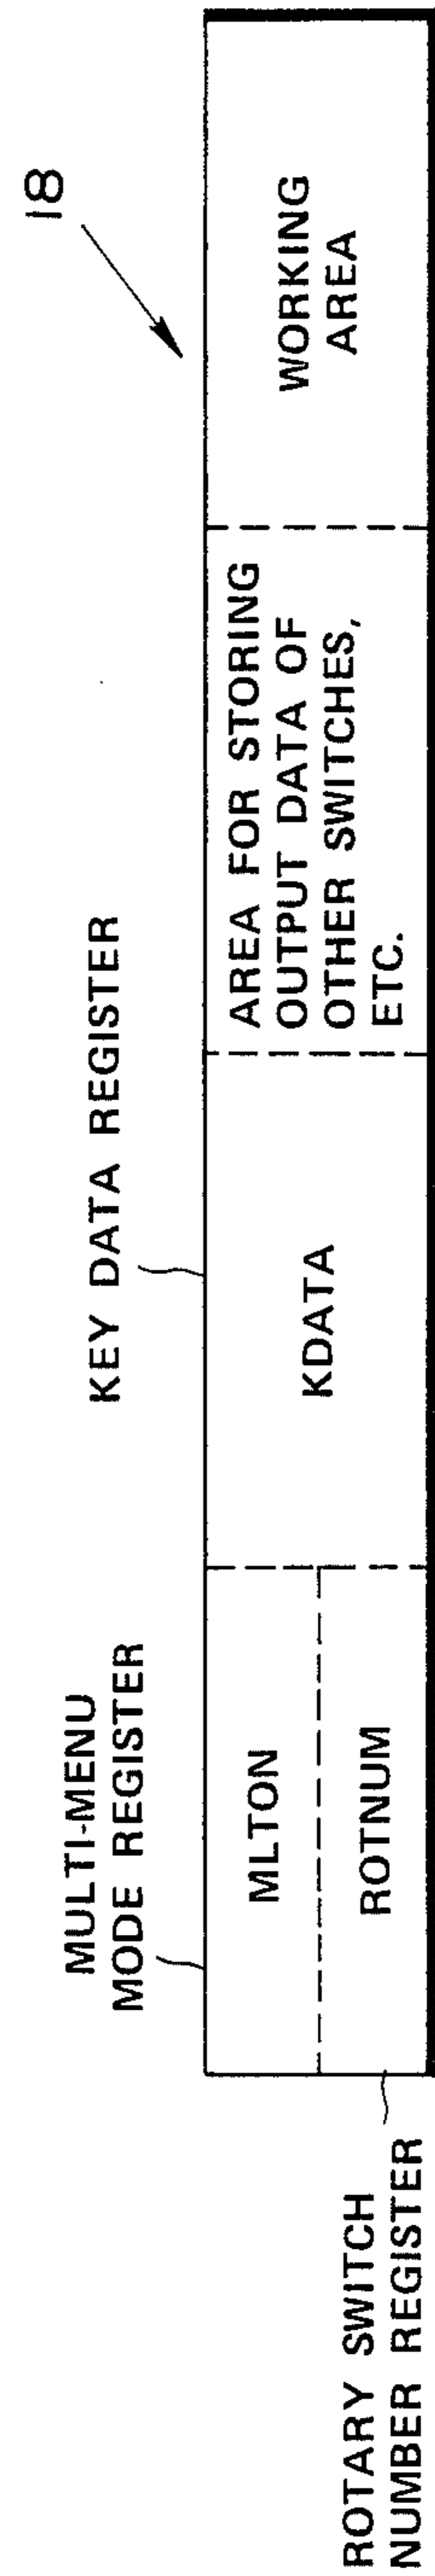 18
MULTI-MENU
MODE REGISTER
KEY DATA REGISTER
MLTON
ROTNUM
KDATA
AREA FOR STORING
OUTPUT DATA OF
OTHER SWITCHES,
ETC.
WORKING
AREA
ROTARY SWITCH
NUMBER REGISTER